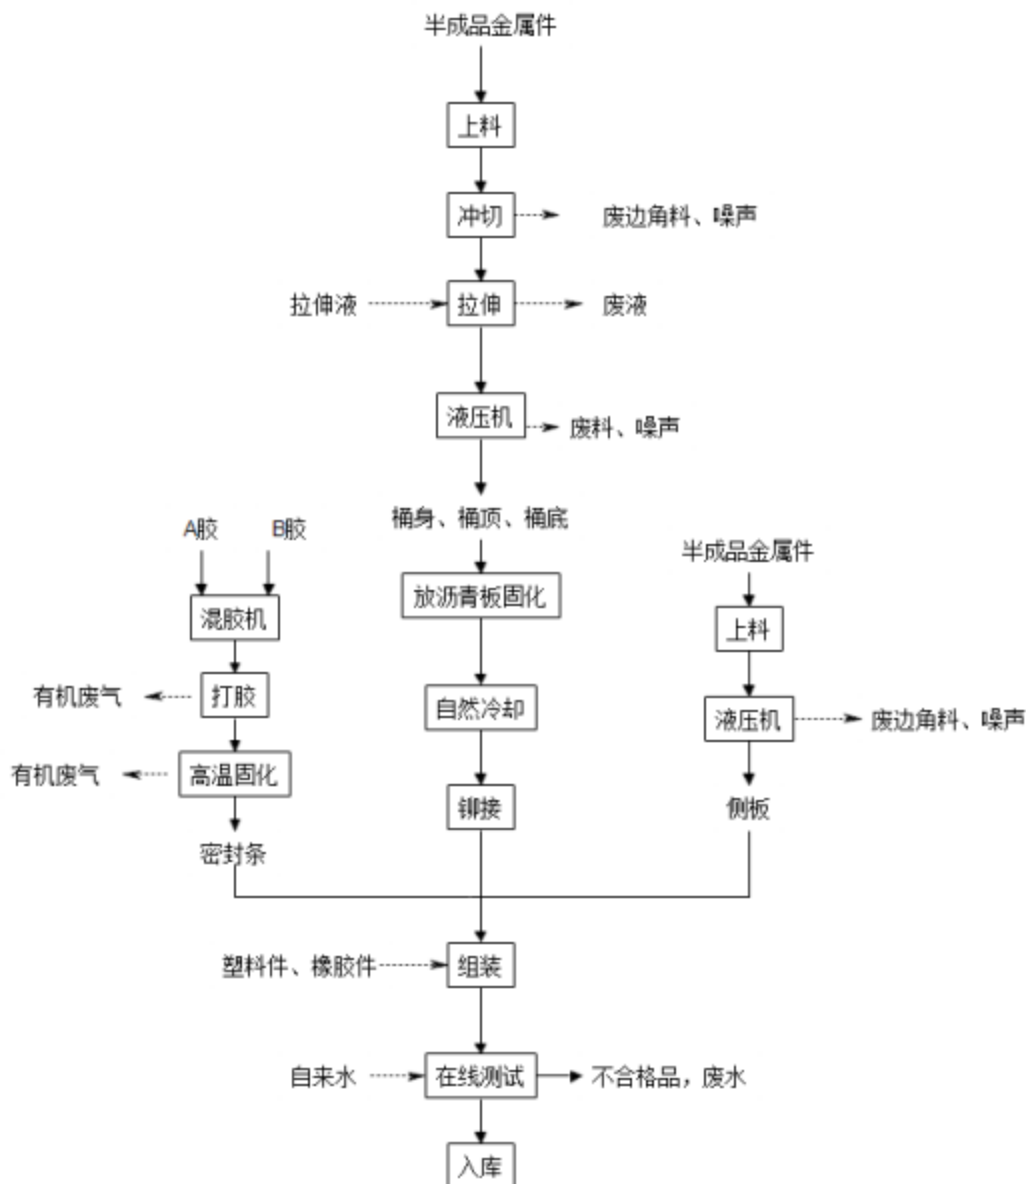 半成品金属件
上料
冲切
废边角料、噪声
拉伸液
拉伸
废液
液压机
废料、噪声
桶身、桶顶、桶底
A胶
B胶
半成品金属件
放沥青板固化
混胶机
上料
有机废气
打胶
自然冷却
液压机
废边角料、噪声
有机废气
高温固化
铆接
侧板
密封条
塑料件、橡胶件
组装
自来水
在线测试
不合格品，废水
入库